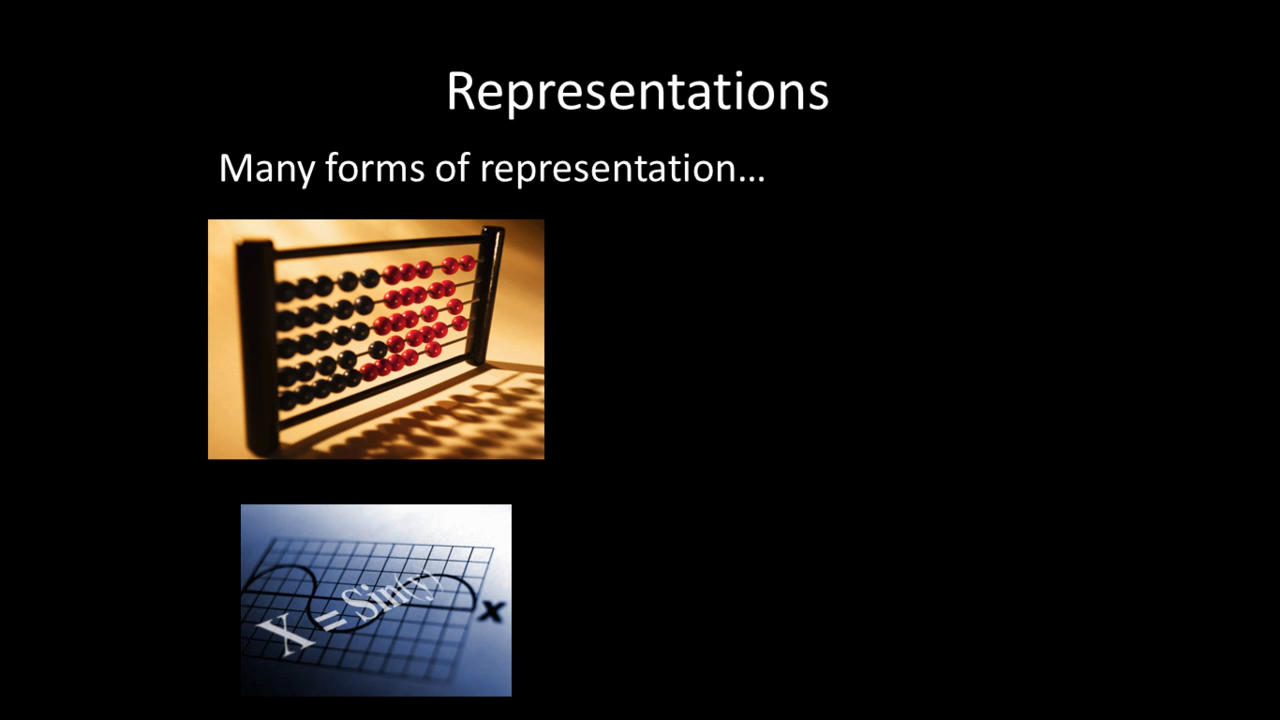 Representations
Many forms of representation…
X = Sin(y)
x